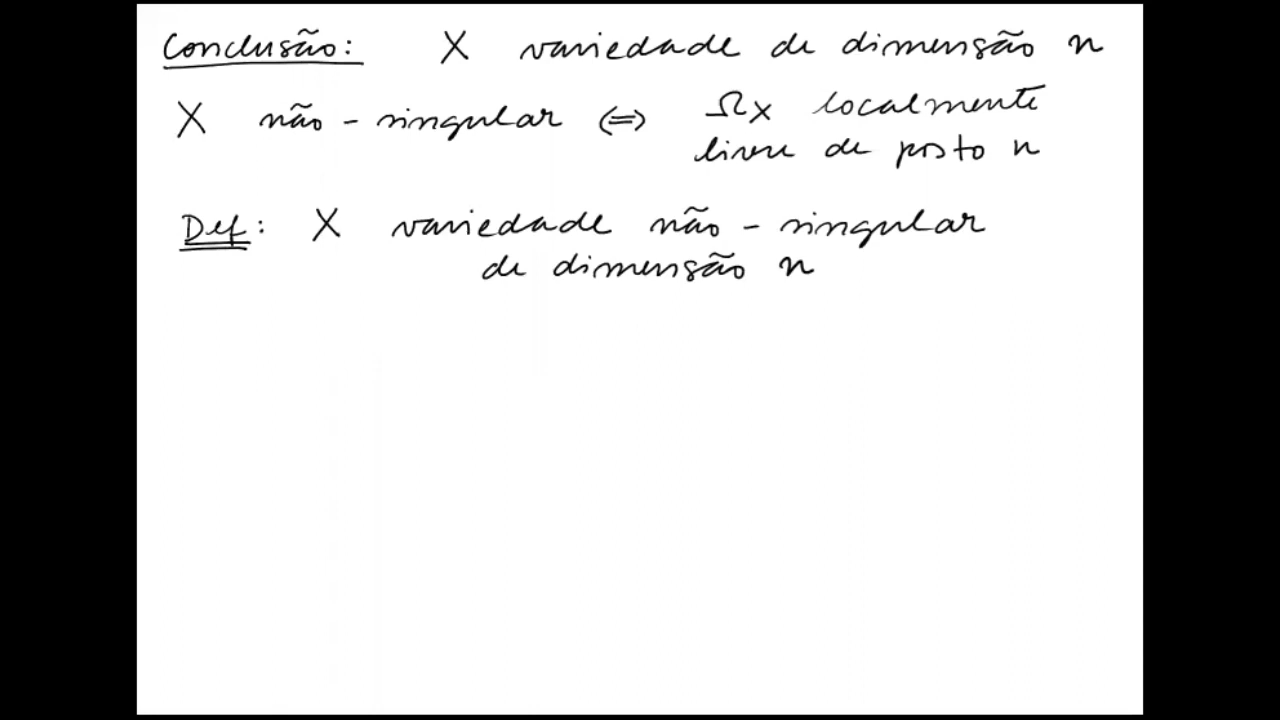 Conclusão: X variedade de dimensão n
X não-singular (=) Ωx localmente
livre de posto n
Def: X variedade não-singular
de dimensão n